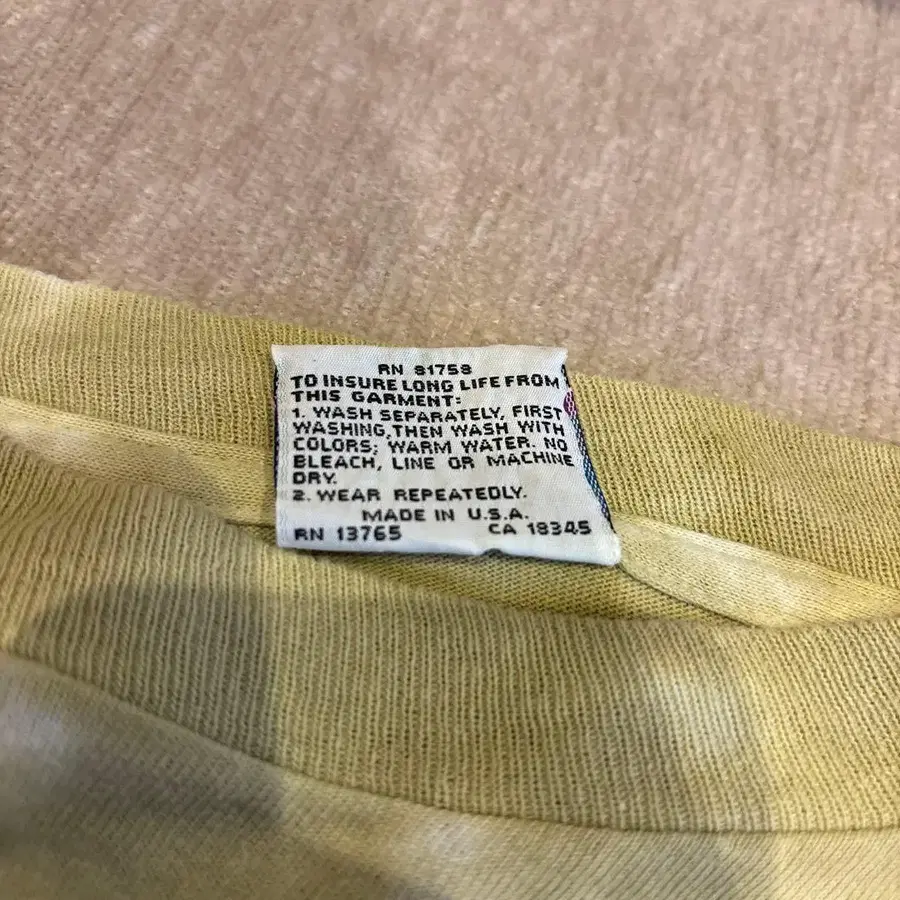 RN 81758
TO INSURE LONG LIFE FROM
THIS GARMENT:
1. WASH SEPARATELY, FIRST
WASHING, THEN WASH WITH
COLORS; WARM WATER. NO
BLEACH, LINE OR MACHINE
DRY.
2. WEAR REPEATEDLY.
MADE IN U.S.A.
RN 13765 CA 18345